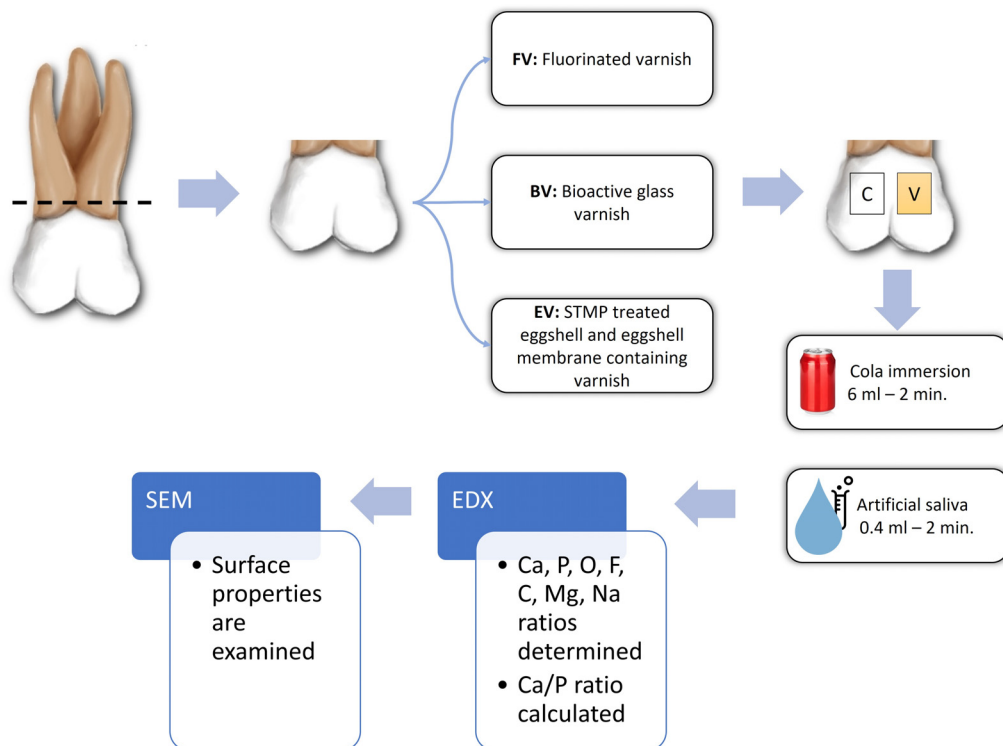 FV: Fluorinated varnish
BV: Bioactive glass
varnish
EV: STMP treated
eggshell and eggshell
membrane containing
varnish
C
V
Cola immersion
6 ml – 2 min.
Artificial saliva
0.4 ml – 2 min.
EDX
• Ca, P, O, F,
C, Mg, Na
ratios
determined
• Ca/P ratio
calculated
SEM
• Surface
properties
are
examined